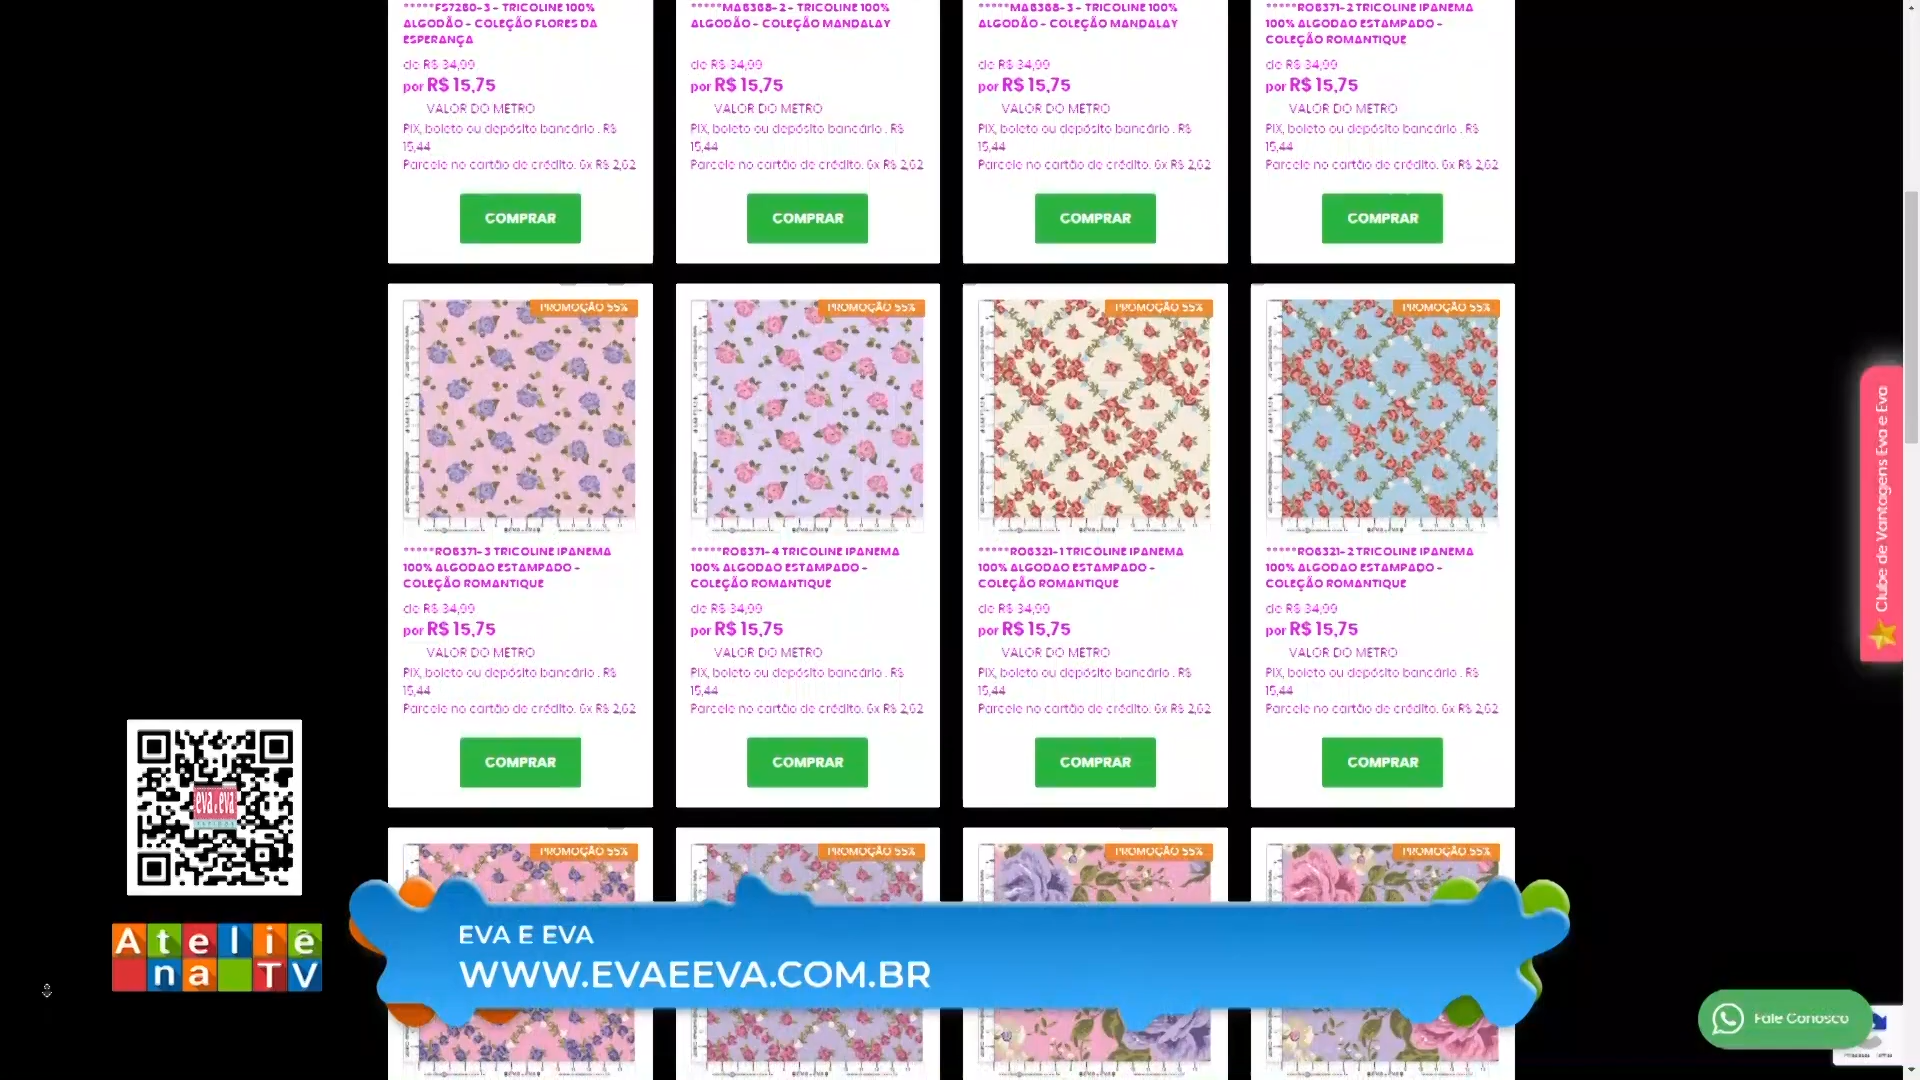 *****FS7260-3 - TRICOLINE 100%
ALGODÃO - COLEÇÃO FLORES DA
ESPERANÇA
de R$ 34,99
por R$ 15,75
VALOR DO METRO
PIX, boleto ou depósito bancário . R$
15,44
Parcele no cartão de crédito. 6x R$ 2,62
COMPRAR
*****MA6368-2 - TRICOLINE 100%
ALGODÃO - COLEÇÃO MANDALAY
de R$ 34,99
por R$ 15,75
VALOR DO METRO
PIX, boleto ou depósito bancário . R$
15,44
Parcele no cartão de crédito. 6x R$ 2,62
COMPRAR
*****MA6368-3 - TRICOLINE 100%
ALGODÃO - COLEÇÃO MANDALAY
de R$ 34,99
por R$ 15,75
VALOR DO METRO
PIX, boleto ou depósito bancário . R$
15,44
Parcele no cartão de crédito. 6x R$ 2,62
COMPRAR
*****RO6371-2 TRICOLINE IPANEMA
100% ALGODAO ESTAMPADO -
COLEÇÃO ROMANTIQUE
de R$ 34,99
por R$ 15,75
VALOR DO METRO
PIX, boleto ou depósito bancário . R$
15,44
Parcele no cartão de crédito. 6x R$ 2,62
COMPRAR
PROMOÇÃO 55%
*****RO6371-3 TRICOLINE IPANEMA
100% ALGODAO ESTAMPADO -
COLEÇÃO ROMANTIQUE
de R$ 34,99
por R$ 15,75
VALOR DO METRO
PIX, boleto ou depósito bancário . R$
15,44
Parcele no cartão de crédito. 6x R$ 2,62
COMPRAR
PROMOÇÃO 55%
*****RO6371-4 TRICOLINE IPANEMA
100% ALGODAO ESTAMPADO -
COLEÇÃO ROMANTIQUE
de R$ 34,99
por R$ 15,75
VALOR DO METRO
PIX, boleto ou depósito bancário . R$
15,44
Parcele no cartão de crédito. 6x R$ 2,62
COMPRAR
PROMOÇÃO 55%
*****RO6321-1 TRICOLINE IPANEMA
100% ALGODAO ESTAMPADO -
COLEÇÃO ROMANTIQUE
de R$ 34,99
por R$ 15,75
VALOR DO METRO
PIX, boleto ou depósito bancário . R$
15,44
Parcele no cartão de crédito. 6x R$ 2,62
COMPRAR
PROMOÇÃO 55%
*****RO6321-2 TRICOLINE IPANEMA
100% ALGODAO ESTAMPADO -
COLEÇÃO ROMANTIQUE
de R$ 34,99
por R$ 15,75
VALOR DO METRO
PIX, boleto ou depósito bancário . R$
15,44
Parcele no cartão de crédito. 6x R$ 2,62
COMPRAR
PROMOÇÃO 55%
PROMOÇÃO 55%
PROMOÇÃO 55%
PROMOÇÃO 55%
Clube de Vantagens Eva e Eva
eva e eva
Ateliê
na TV
EVA E EVA
WWW.EVAEEVA.COM.BR
Fale Conosco